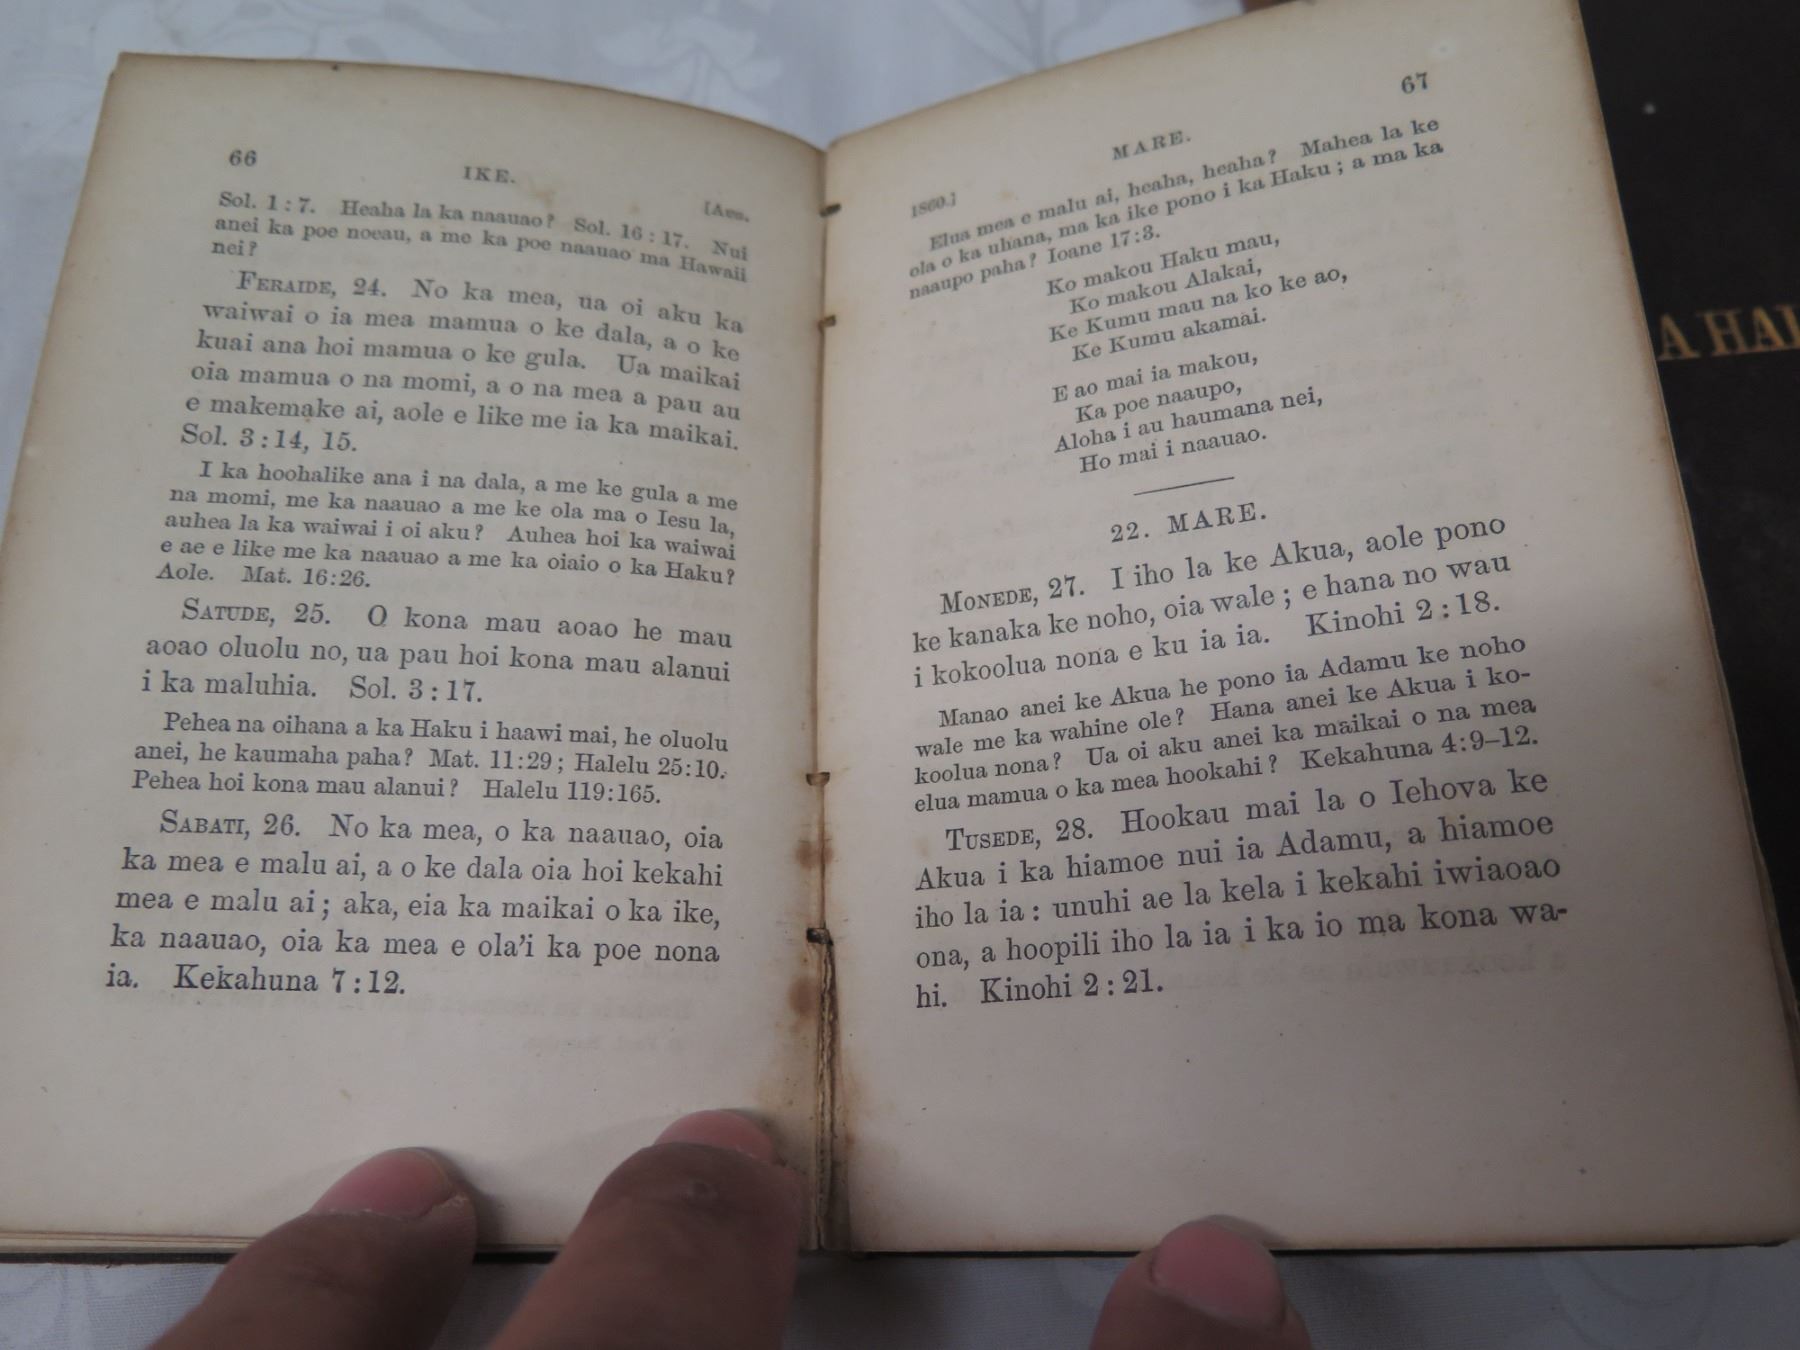 66
IKE.
[Aug.
Sol. 1:7. Heaha la ka naauao? Sol. 16:17. Nui
anei ka poe noeau, a me ka poe naauao ma Hawaii
nei?
FERAIDE, 24. No ka mea, ua oi aku ka
waiwai o ia mea mamua o ke dala, a o ke
kuai ana hoi mamua o ke gula. Ua maikai
oia mamua o na momi, a o na mea a pau au
e makemake ai, aole e like me ia ka maikai.
Sol. 3:14, 15.
I ka hoohalike ana i na dala, a me ke gula a me
na momi, me ka naauao a me ke ola ma o Iesu la,
auhea la ka waiwai i oi aku? Auhea hoi ka waiwai
e ae e like me ka naauao a me ka oiaio o ka Haku?
Aole. Mat. 16:26.
SATUDE, 25. O kona mau aoao he mau
aoao oluolu no, ua pau hoi kona mau alanui
i ka maluhia. Sol. 3:17.
Pehea na oihana a ka Haku i haawi mai, he oluolu
anei, he kaumaha paha? Mat. 11:29; Halelu 25:10.
Pehea hoi kona mau alanui? Halelu 119:165.
SABATI, 26. No ka mea, o ka naauao, oia
ka mea e malu ai, a o ke dala oia hoi kekahi
mea e malu ai; aka, eia ka maikai o ka ike,
ka naauao, oia ka mea e ola'i ka poe nona
ia. Kekahuna 7:12.
67
MARE.
1860.]
Elua mea e malu ai, heaha, heaha? Mahea la ke
ola o ka uhana, ma ka ike pono i ka Haku; a ma ka
naaupo paha? Ioane 17:3.
Ko makou Haku mau,
Ko makou Alakai,
Ke Kumu mau na ko ke ao,
Ke Kumu akamai.
E ao mai ia makou,
Ka poe naaupo,
Aloha i au haumana nei,
Ho mai i naauao.
22. MARE.
MONEDE, 27. I iho la ke Akua, aole pono
ke kanaka ke noho, oia wale; e hana no wau
i kokoolua nona e ku ia ia. Kinohi 2:18.
Manao anei ke Akua he pono ia Adamu ke noho
wale me ka wahine ole? Hana anei ke Akua i ko-
koolua nona? Ua oi aku anei ka maikai o na mea
elua mamua o ka mea hookahi? Kekahuna 4:9–12.
TUSEDE, 28. Hookau mai la o Iehova ke
Akua i ka hiamoe nui ia Adamu, a hiamoe
iho la ia: unuhi ae la kela i kekahi iwiaoao
ona, a hoopili iho la ia i ka io ma kona wa-
hi. Kinohi 2:21.
A HAI